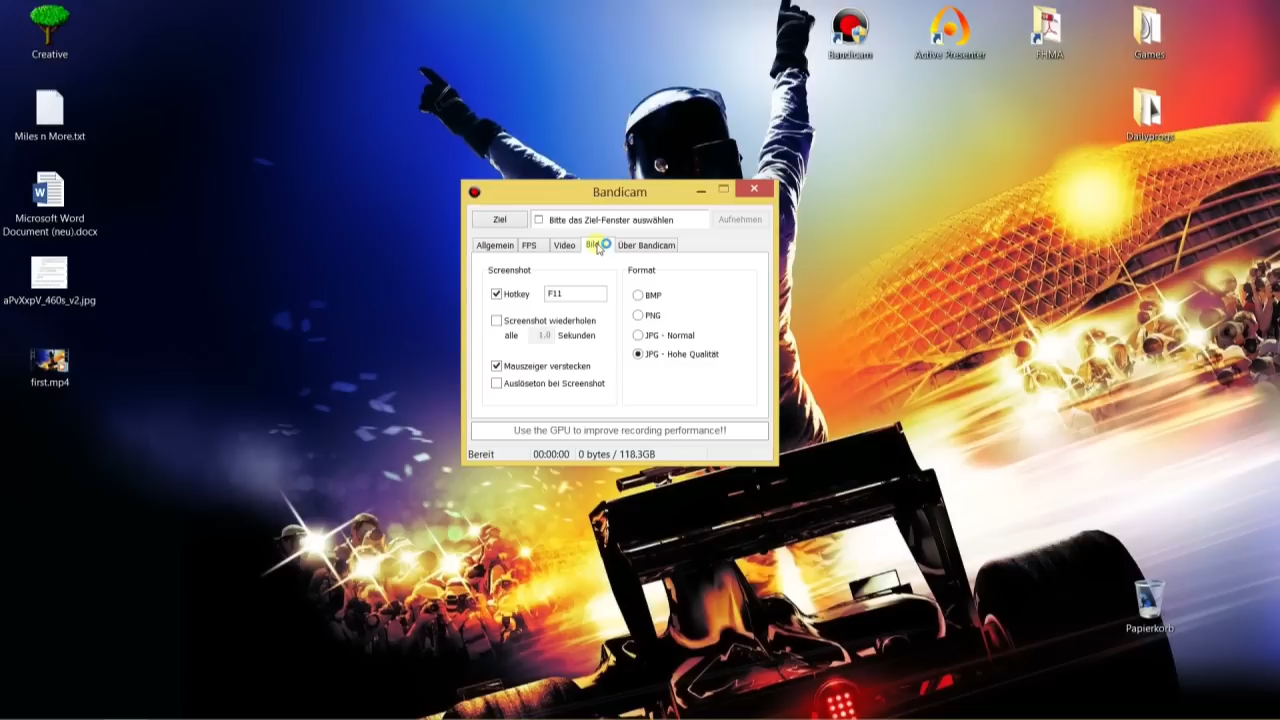 Creative
Miles n More.txt
Microsoft Word
Document (neu).docx
aPvXxpV_460s_v2.jpg
first.mp4
Bandicam
Active Presenter
FHMA
Games
Dailyprogs
Bandicam
Ziel
Bitte das Ziel-Fenster auswählen
Aufnehmen
Allgemein
FPS
Video
Bild
Über Bandicam
Screenshot
Hotkey
F11
Screenshot wiederholen
alle 1.0 Sekunden
Mauszeiger verstecken
Auslöseton bei Screenshot
Format
BMP
PNG
JPG - Normal
JPG - Hohe Qualität
Use the GPU to improve recording performance!!
Bereit
00:00:00
0 bytes / 118.3GB
Papierkorb